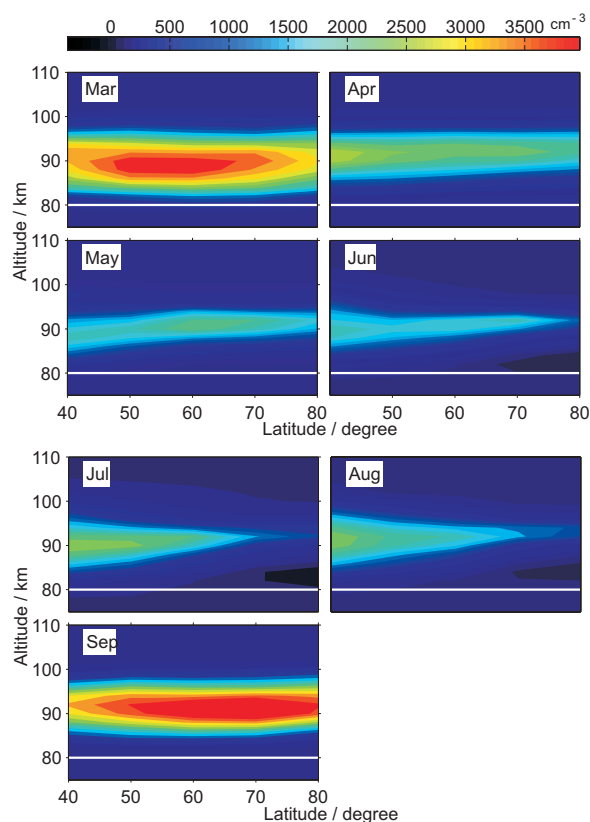 0 500 1000 1500 2000 2500 3000 3500 cm-3
110 Mar Apr
100
90
80
Altitude / km
110 May Jun
100
90
80
40 50 60 70 80 50 60 70 80
Latitude / degree
110 Jul Aug
100
90
80
Altitude / km
110 Sep
100
90
80
40 50 60 70 80
Latitude / degree